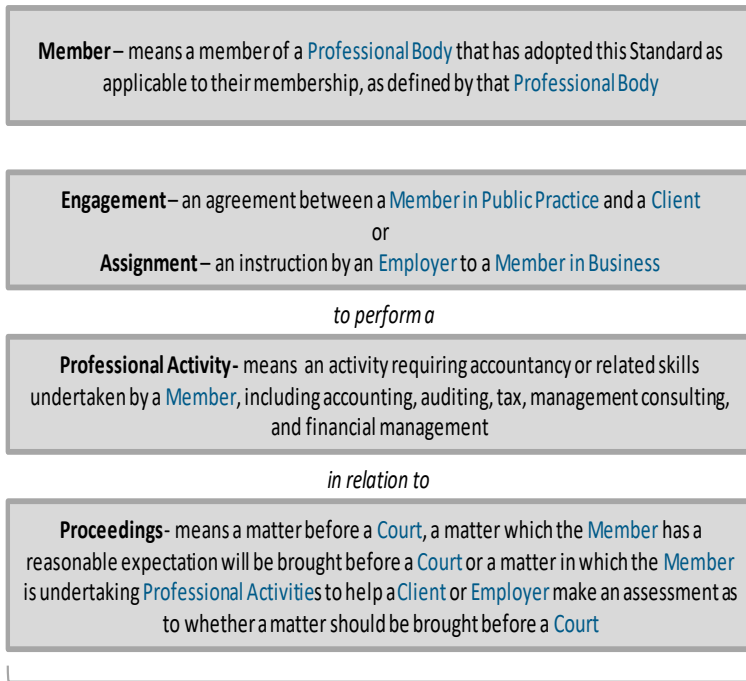 Member – means a member of a Professional Body that has adopted this Standard as
applicable to their membership, as defined by that Professional Body
Engagement – an agreement between a Member in Public Practice and a Client
or
Assignment – an instruction by an Employer to a Member in Business
to perform a
Professional Activity - means an activity requiring accountancy or related skills
undertaken by a Member, including accounting, auditing, tax, management consulting,
and financial management
in relation to
Proceedings - means a matter before a Court, a matter which the Member has a
reasonable expectation will be brought before a Court or a matter in which the Member
is undertaking Professional Activities to help a Client or Employer make an assessment as
to whether a matter should be brought before a Court